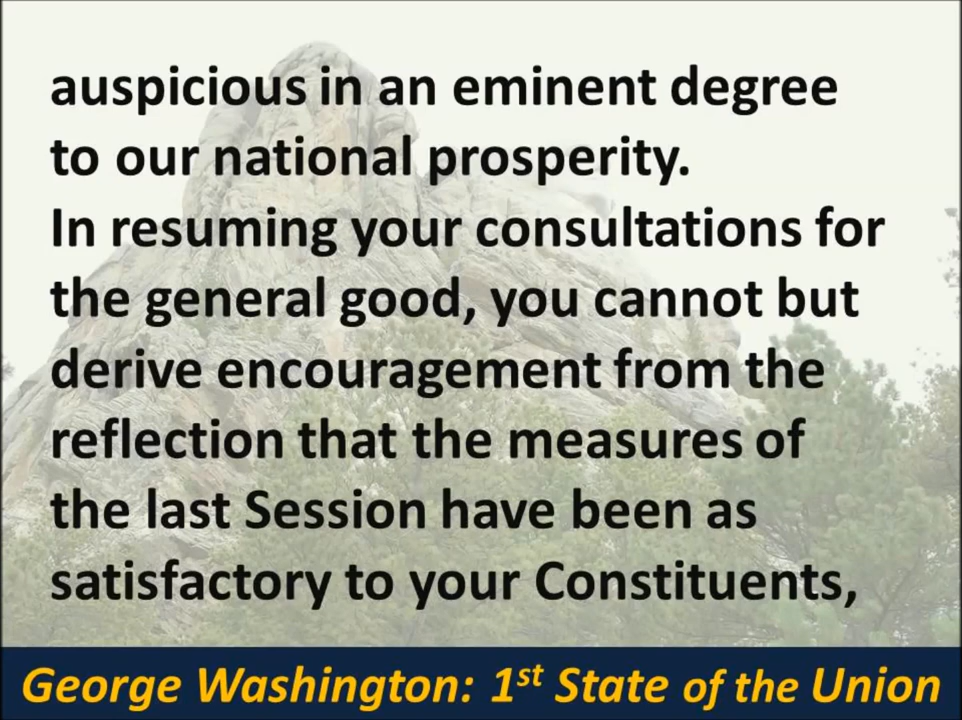 auspicious in an eminent degree
to our national prosperity.
In resuming your consultations for
the general good, you cannot but
derive encouragement from the
reflection that the measures of
the last Session have been as
satisfactory to your Constituents,
George Washington: 1st State of the Union